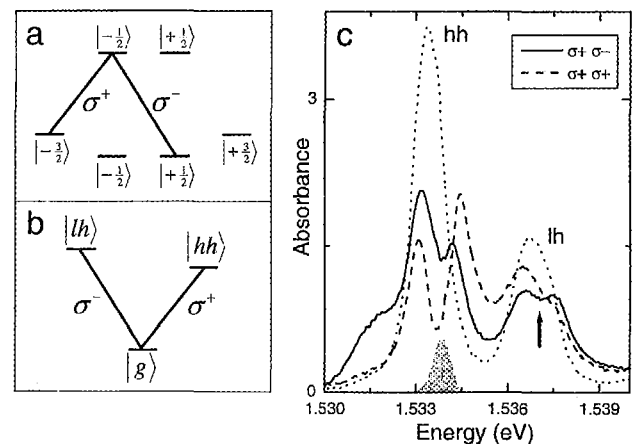 a
|-1/2⟩ |+1/2⟩
σ+ σ−
|-3/2⟩ |-1/2⟩ |+1/2⟩ |+3/2⟩
b
|lh⟩ |hh⟩
σ− σ+
|g⟩
c
hh
σ+ σ−
σ+ σ+
3
lh
0
Absorbance
1.530 1.533 1.536 1.539
Energy (eV)